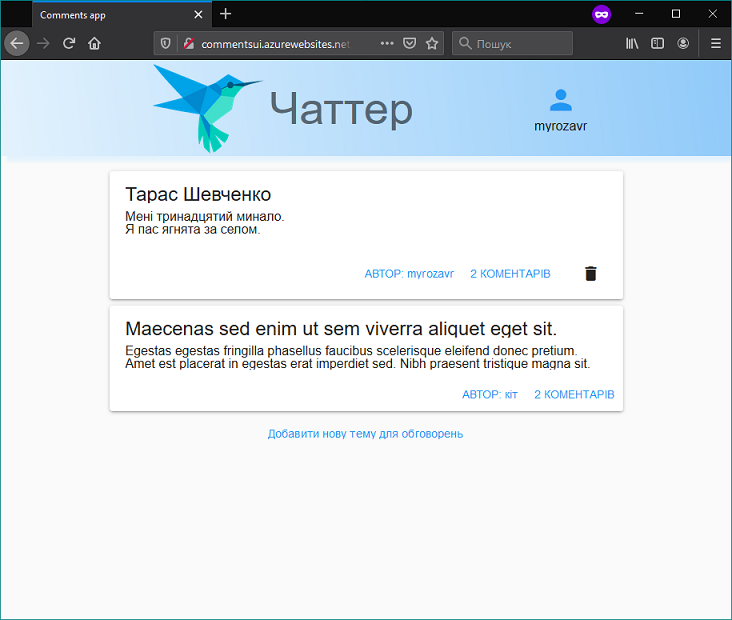 Comments app
commentsui.azurewebsites.net
Пошук
Чаттер
myrozavr
Тарас Шевченко
Мені тринадцятий минало.
Я пас ягнята за селом.
АВТОР: myrozavr 2 КОМЕНТАРІВ
Maecenas sed enim ut sem viverra aliquet eget sit.
Egestas egestas fringilla phasellus faucibus scelerisque eleifend donec pretium.
Amet est placerat in egestas erat imperdiet sed. Nibh praesent tristique magna sit.
АВТОР: кіт 2 КОМЕНТАРІВ
Добавити нову тему для обговорень